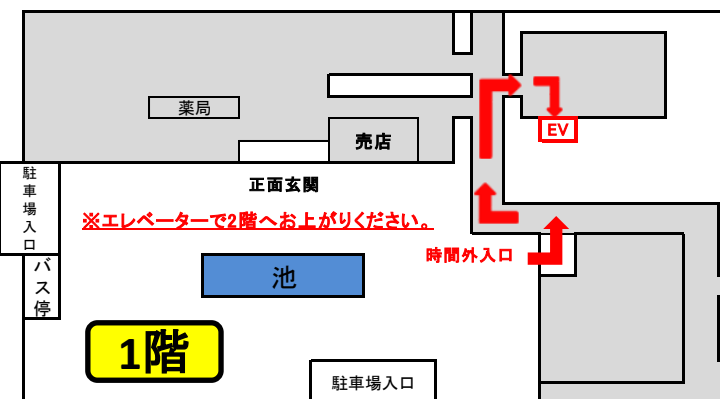 薬局
売店
EV
駐車場入口
正面玄関
※エレベーターで2階へお上がりください。
時間外入口
バス停
池
1階
駐車場入口